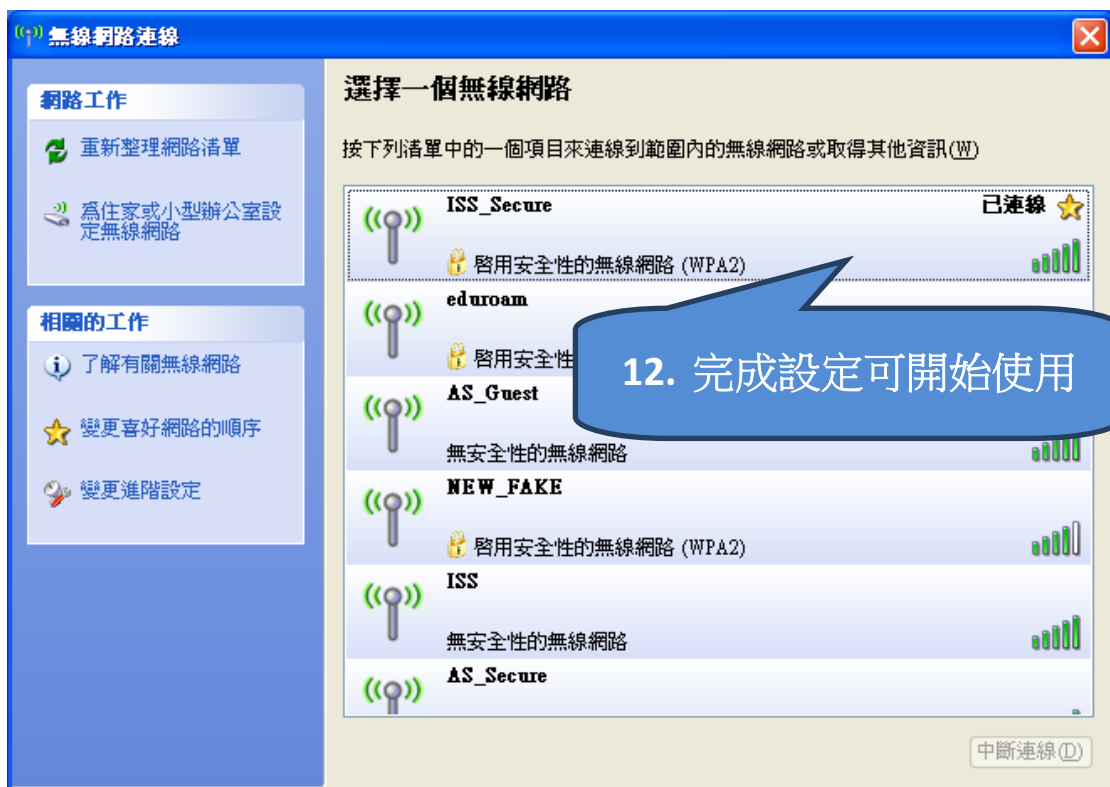 無線網路連線
網路工作
重新整理網路清單
為住家或小型辦公室設
定無線網路
相關的工作
了解有關無線網路
變更喜好網路的順序
變更進階設定
選擇一個無線網路
按下列清單中的一個項目來連線到範圍內的無線網路或取得其他資訊(W)
ISS_Secure
已連線
啓用安全性的無線網路 (WPA2)
eduroam
啓用安全性
12. 完成設定可開始使用
AS_Guest
無安全性的無線網路
NEW_FAKE
啓用安全性的無線網路 (WPA2)
ISS
無安全性的無線網路
AS_Secure
中斷連線(D)